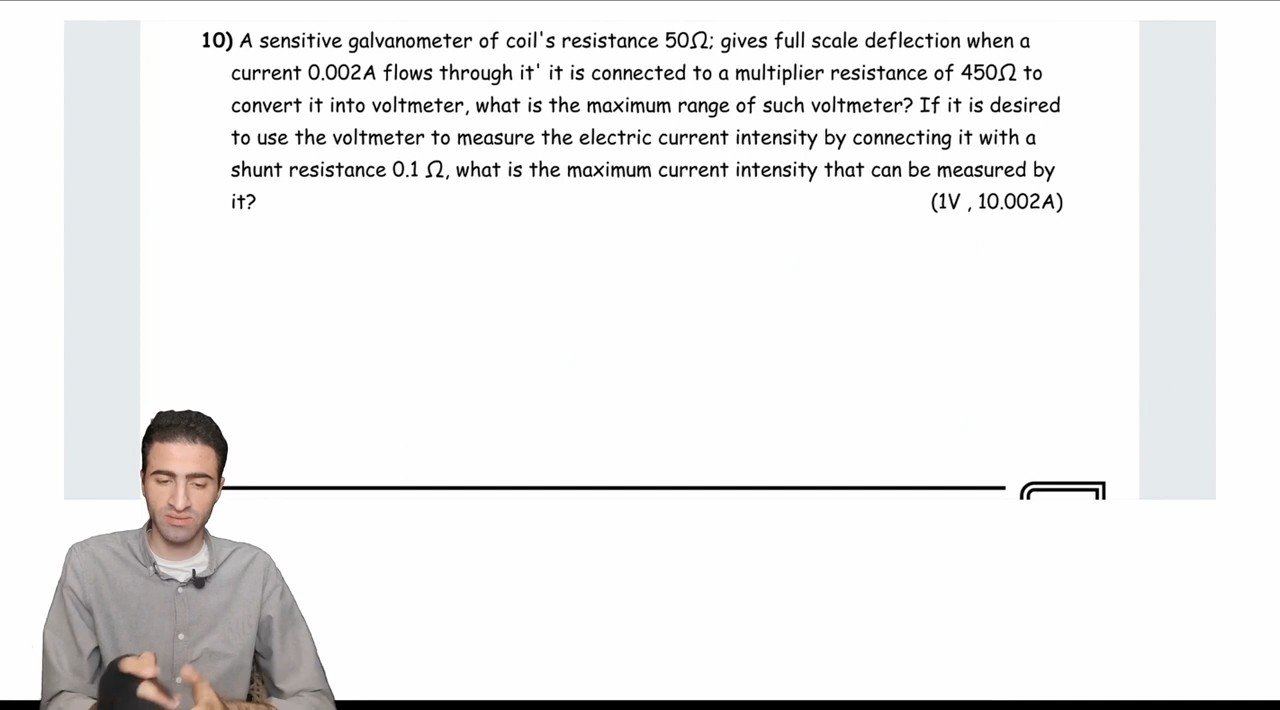 10) A sensitive galvanometer of coil's resistance 50Ω; gives full scale deflection when a
current 0.002A flows through it' it is connected to a multiplier resistance of 450Ω to
convert it into voltmeter, what is the maximum range of such voltmeter? If it is desired
to use the voltmeter to measure the electric current intensity by connecting it with a
shunt resistance 0.1 Ω, what is the maximum current intensity that can be measured by
it? (1V , 10.002A)